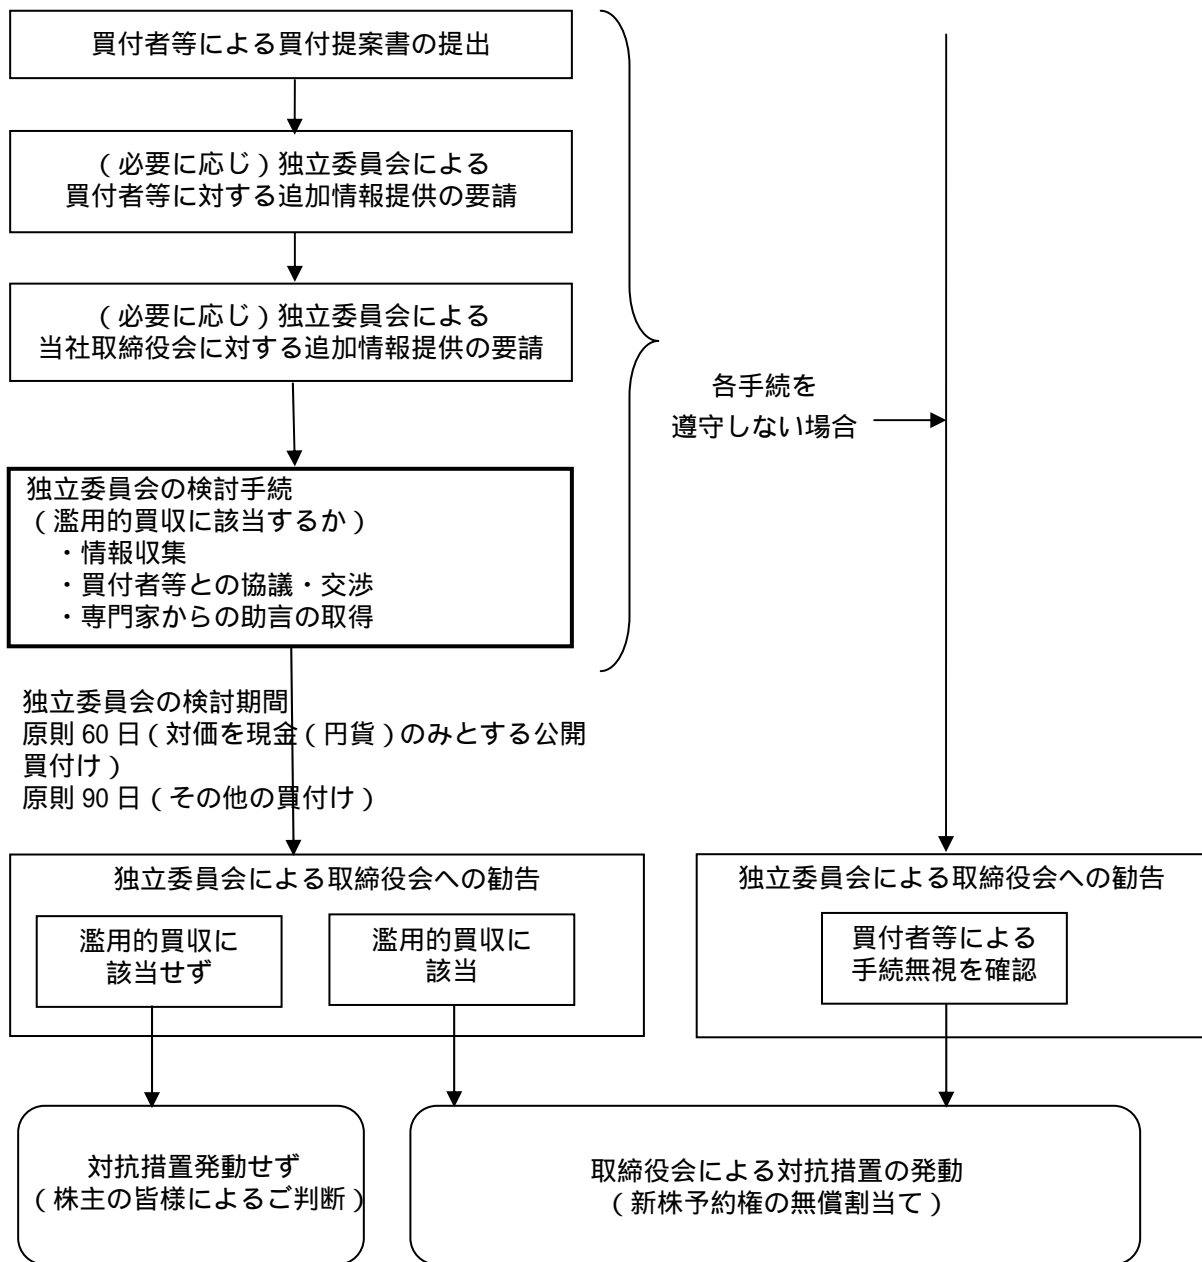 買付者等による買付提案書の提出
（必要に応じ）独立委員会による
買付者等に対する追加情報提供の要請
（必要に応じ）独立委員会による
当社取締役会に対する追加情報提供の要請
各手続を
遵守しない場合
独立委員会の検討手続
（濫用的買収に該当するか）
・情報収集
・買付者等との協議・交渉
・専門家からの助言の取得
独立委員会の検討期間
原則 60 日（対価を現金（円貨）のみとする公開
買付け）
原則 90 日（その他の買付け）
独立委員会による取締役会への勧告
濫用的買収に
該当せず
濫用的買収に
該当
独立委員会による取締役会への勧告
買付者等による
手続無視を確認
対抗措置発動せず
（株主の皆様によるご判断）
取締役会による対抗措置の発動
（新株予約権の無償割当て）